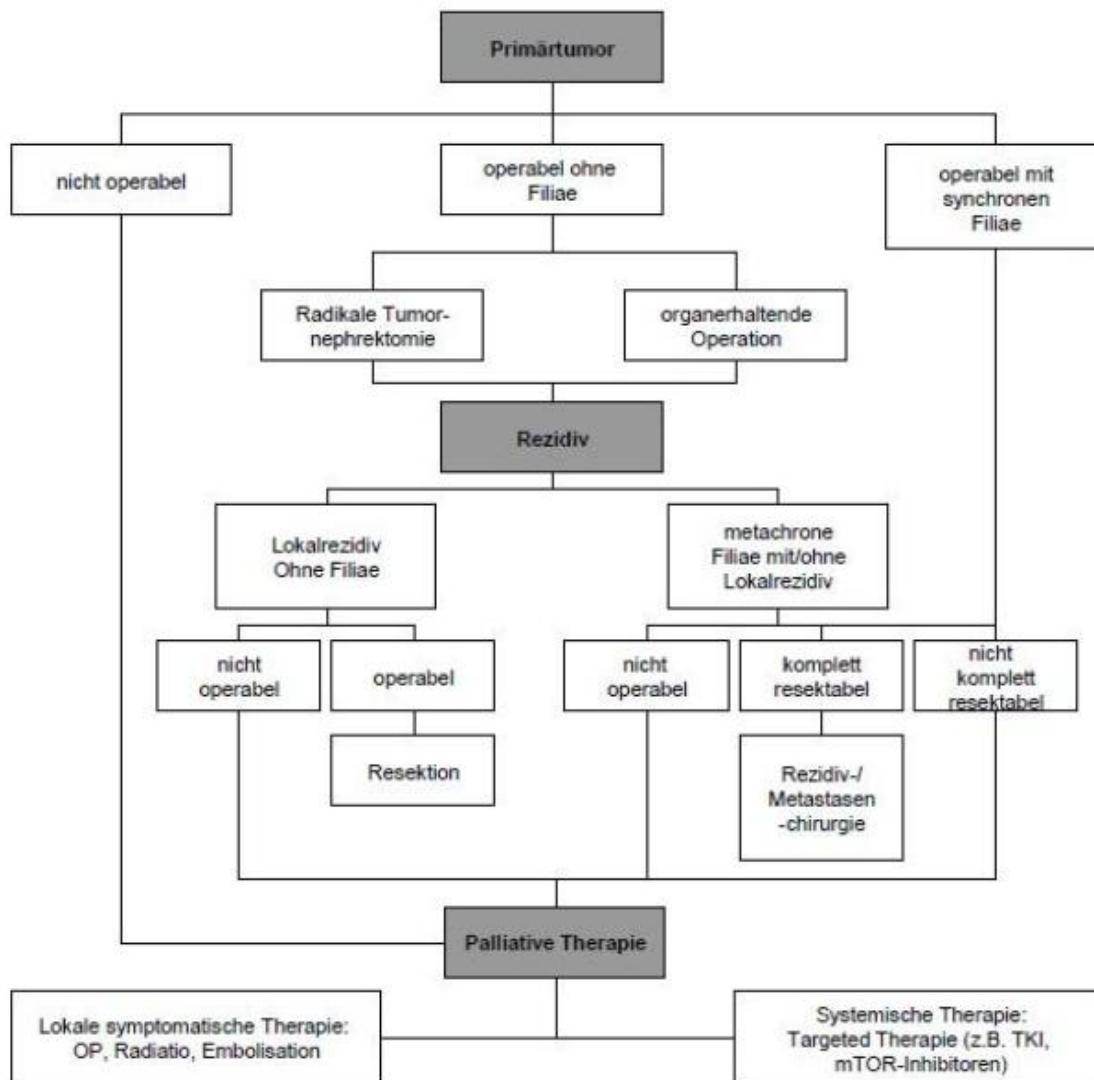 Primärtumor
nicht operabel
operabel ohne
Filiae
operabel mit
synchronen
Filiae
Radikale Tumor-
nephrektomie
organerhaltende
Operation
Rezidiv
Lokalrezidiv
Ohne Filiae
metachrone
Filiae mit/ohne
Lokalrezidiv
nicht
operabel
operabel
nicht
operabel
komplett
resektabel
nicht
komplett
resektabel
Resektion
Rezidiv-/
Metastasen
-chirurgie
Palliative Therapie
Lokale symptomatische Therapie:
OP, Radiatio, Embolisation
Systemische Therapie:
Targeted Therapie (z.B. TKI,
mTOR-Inhibitoren)